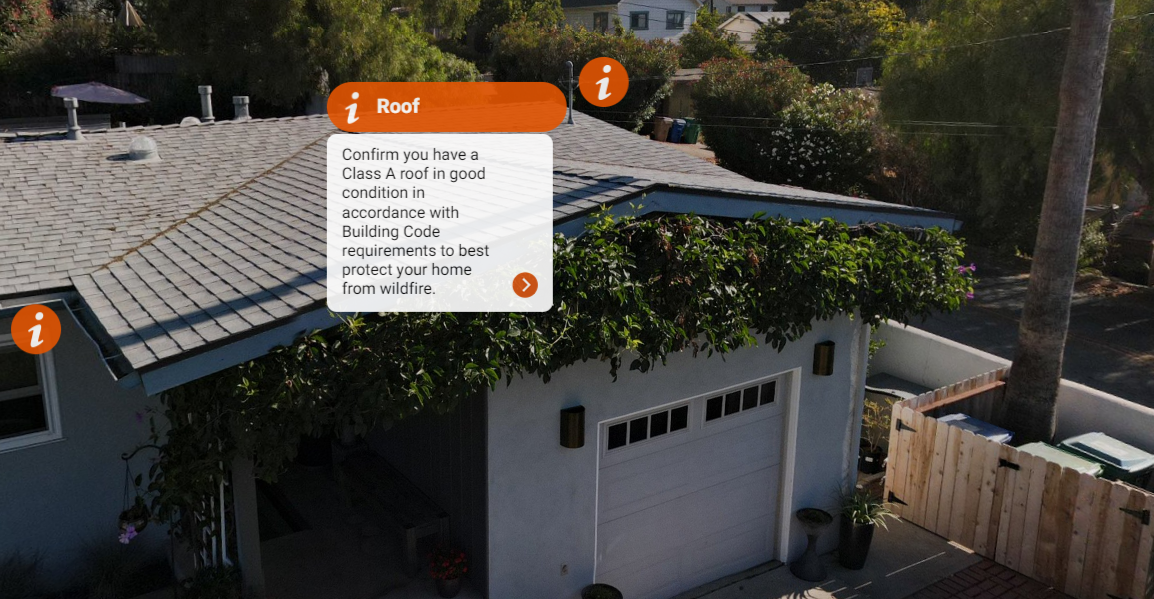 i Roof
i
Confirm you have a
Class A roof in good
condition in
accordance with
Building Code
requirements to best
protect your home
from wildfire.
i